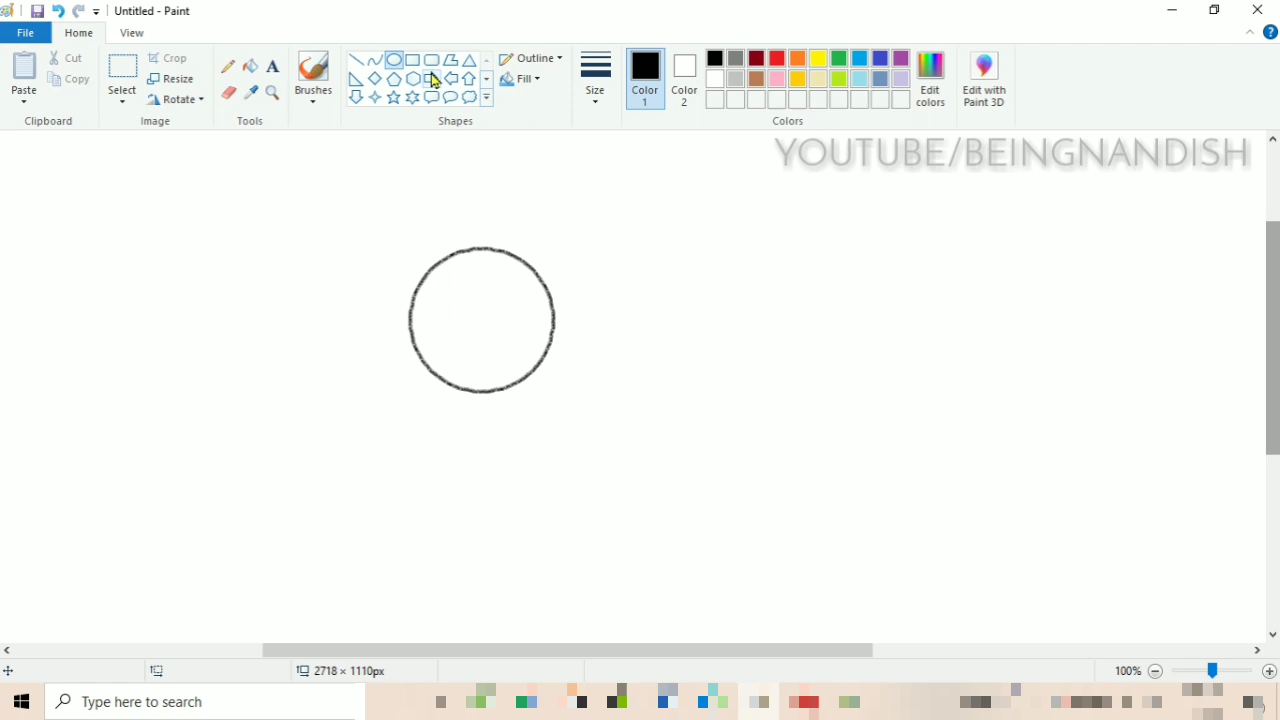 Untitled - Paint
File Home View
Paste
Cut
Copy
Clipboard
Select
Crop
Resize
Rotate
Image
Tools
Brushes
Shapes
Outline
Fill
Size
Color 1
Color 2
Colors
Edit colors
Edit with Paint 3D
YOUTUBE/BEINGNANDISH
2718 × 1110px
100%
Type here to search